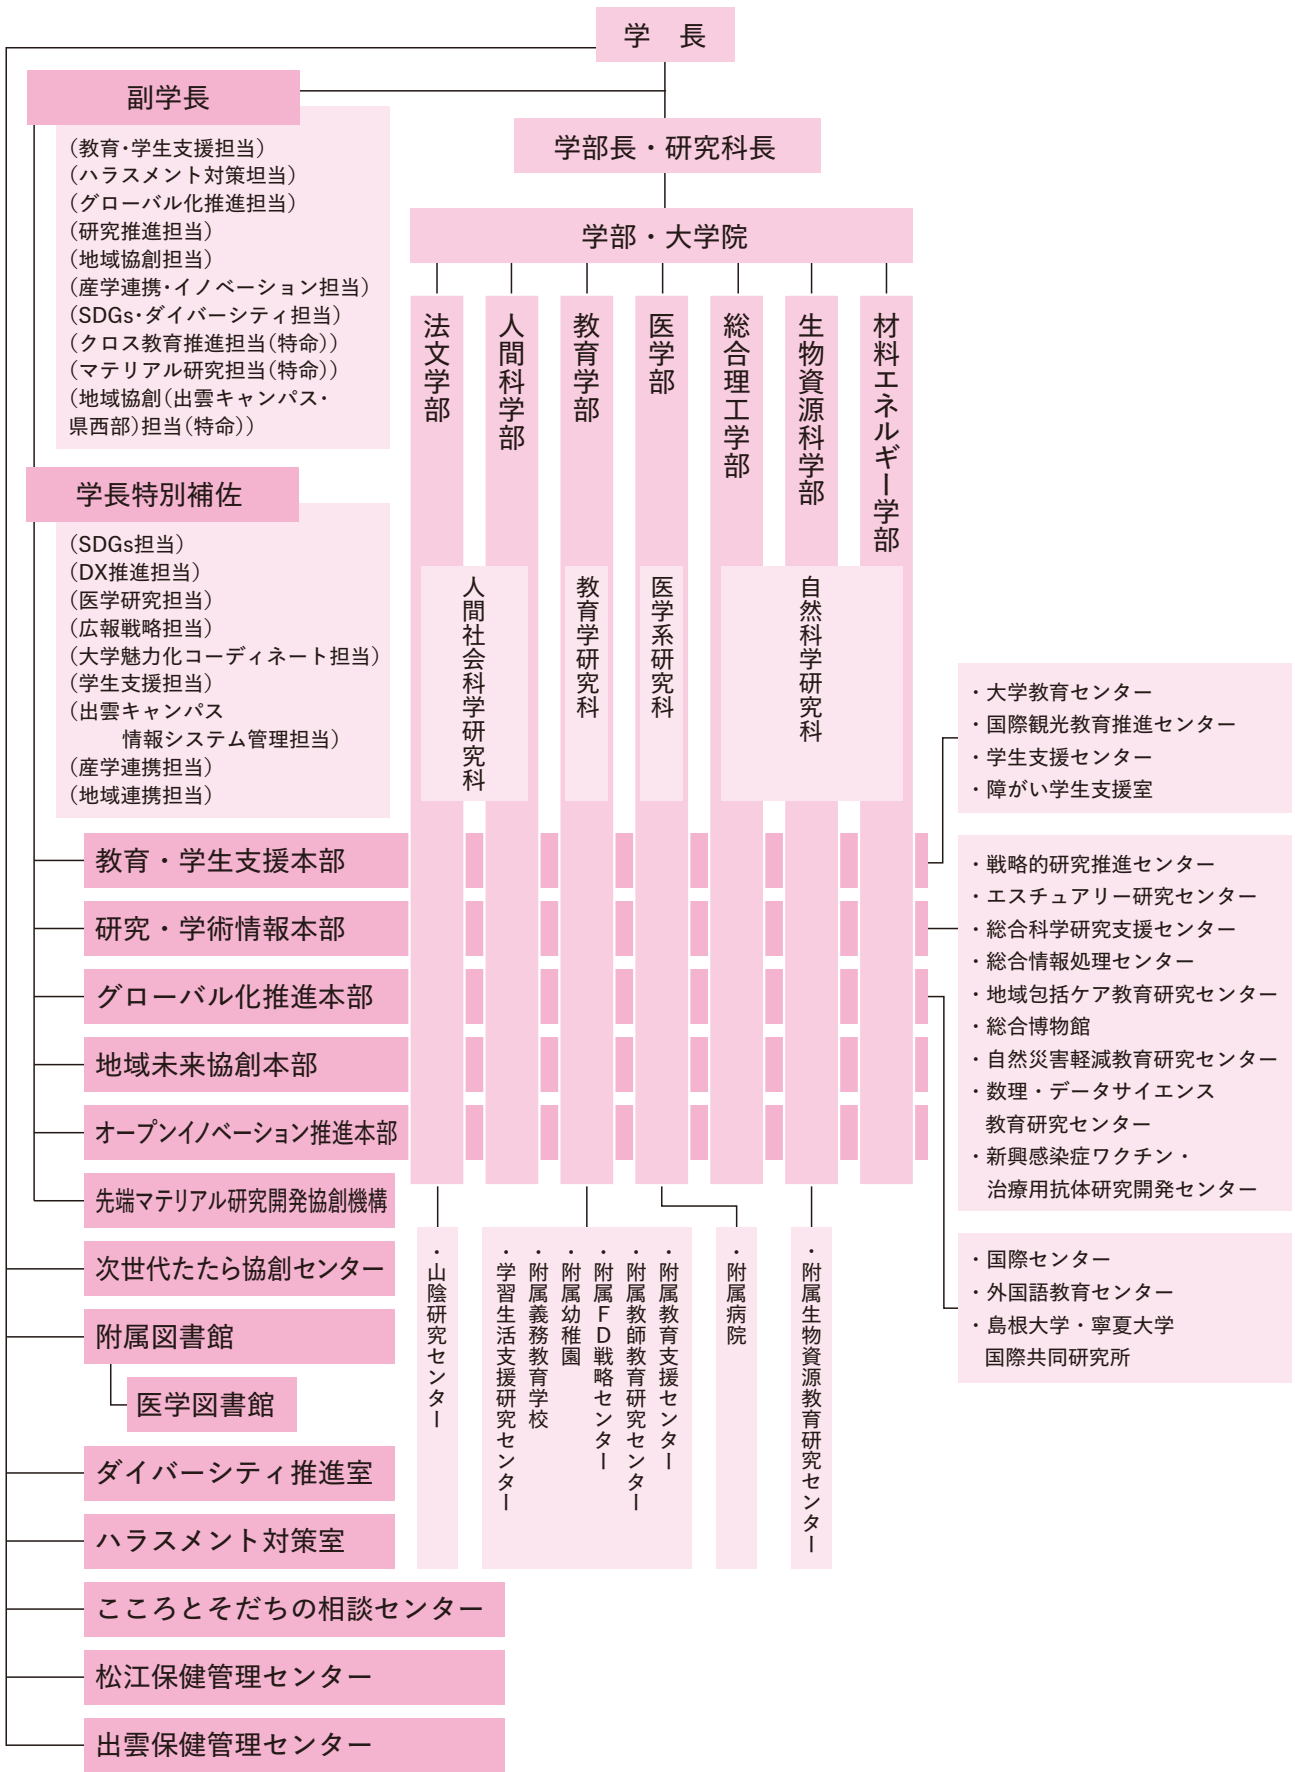 学　長
副学長
(教育・学生支援担当)
(ハラスメント対策担当)
(グローバル化推進担当)
(研究推進担当)
(地域協創担当)
(産学連携・イノベーション担当)
(SDGs・ダイバーシティ担当)
(クロス教育推進担当(特命))
(マテリアル研究担当(特命))
(地域協創(出雲キャンパス・
県西部)担当(特命))
学長特別補佐
(SDGs担当)
(DX推進担当)
(医学研究担当)
(広報戦略担当)
(大学魅力化コーディネート担当)
(学生支援担当)
(出雲キャンパス
情報システム管理担当)
(産学連携担当)
(地域連携担当)
学部長・研究科長
学部・大学院
法文学部
人間科学部
教育学部
医学部
総合理工学部
生物資源科学部
材料エネルギー学部
人間社会科学研究科
教育学研究科
医学系研究科
自然科学研究科
教育・学生支援本部
研究・学術情報本部
グローバル化推進本部
地域未来協創本部
オープンイノベーション推進本部
先端マテリアル研究開発協創機構
次世代たたら協創センター
附属図書館
医学図書館
ダイバーシティ推進室
ハラスメント対策室
こころとそだちの相談センター
松江保健管理センター
出雲保健管理センター
・大学教育センター
・国際観光教育推進センター
・学生支援センター
・障がい学生支援室
・戦略的研究推進センター
・エスチュアリー研究センター
・総合科学研究支援センター
・総合情報処理センター
・地域包括ケア教育研究センター
・総合博物館
・自然災害軽減教育研究センター
・数理・データサイエンス
教育研究センター
・新興感染症ワクチン・
治療用抗体研究開発センター
・国際センター
・外国語教育センター
・島根大学・寧夏大学
国際共同研究所
・山陰研究センター
・附属教育支援センター
・附属教師教育研究センター
・附属FD戦略センター
・附属幼稚園
・附属義務教育学校
・学習生活支援研究センター
・附属病院
・附属生物資源教育研究センター